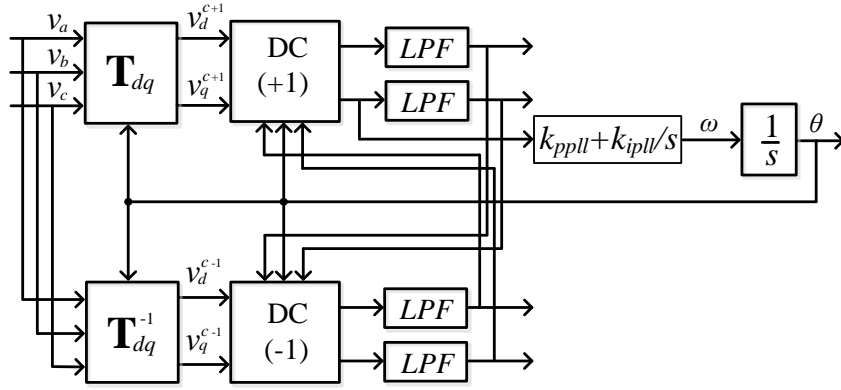 v_a
v_b
v_c
T_dq
v_d^{c+1}
v_q^{c+1}
DC
(+1)
LPF
LPF
k_ppll+k_ipll/s
ω
1/s
θ
T_dq^{-1}
v_d^{c-1}
v_q^{c-1}
DC
(-1)
LPF
LPF